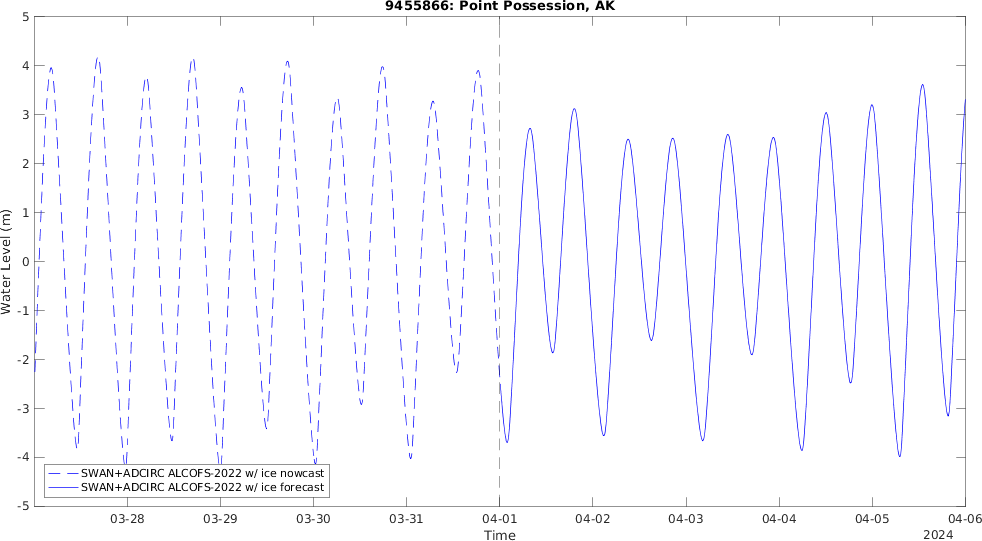 9455866: Point Possession, AK
5
4
3
2
1
0
-1
-2
-3
-4
-5
Water Level (m)
SWAN+ADCIRC ALCOFS-2022 w/ ice nowcast
SWAN+ADCIRC ALCOFS-2022 w/ ice forecast
03-28 03-29 03-30 03-31 04-01 04-02 04-03 04-04 04-05 04-06
Time
2024